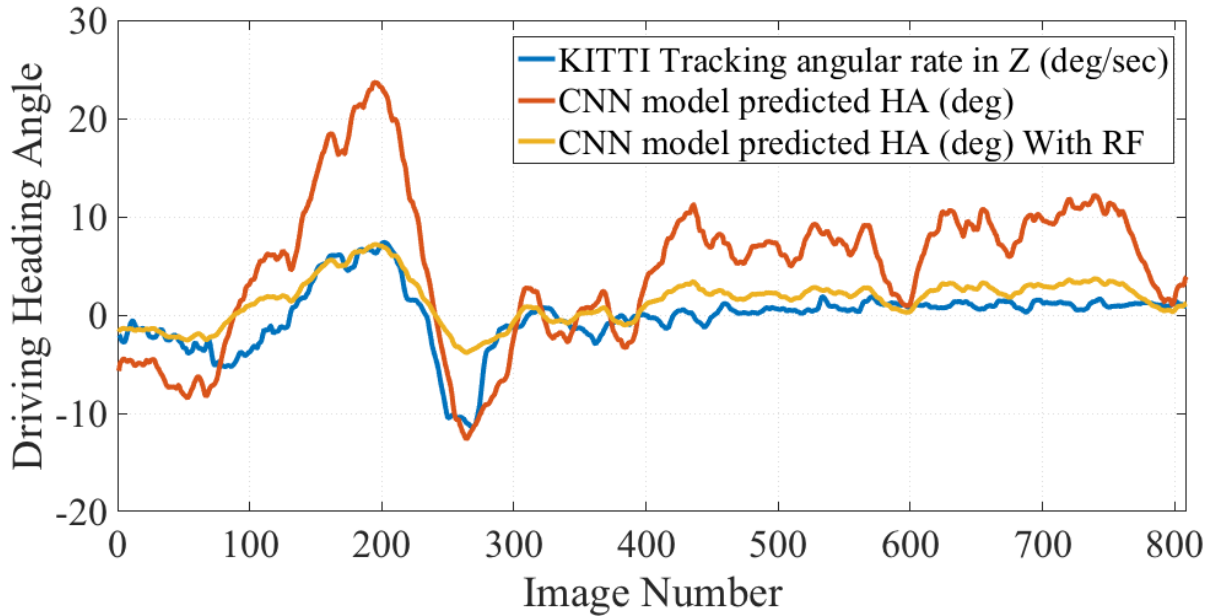 30
20
10
0
-10
-20
Driving Heading Angle
KITTI Tracking angular rate in Z (deg/sec)
CNN model predicted HA (deg)
CNN model predicted HA (deg) With RF
0 100 200 300 400 500 600 700 800
Image Number